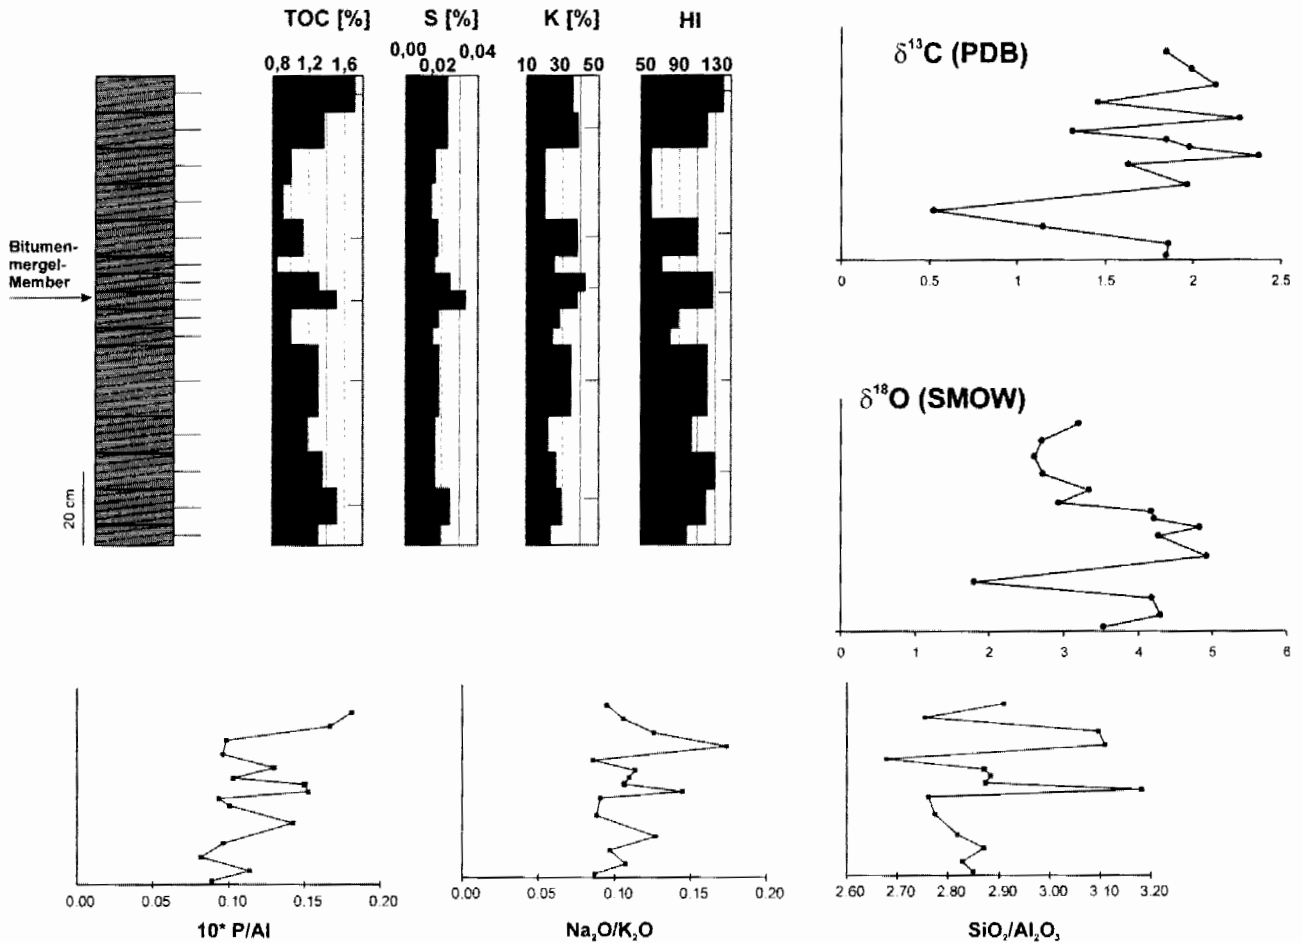 TOC [%] S [%] K [%] HI
0,8 1,2 1,6 0,00 0,02 0,04 10 30 50 50 90 130
Bitumen-
mergel-
Member
20 cm
δ¹³C (PDB)
0 0.5 1 1.5 2 2.5
δ¹⁸O (SMOW)
0 1 2 3 4 5 6
0.00 0.05 0.10 0.15 0.20
10* P/Al
0.00 0.05 0.10 0.15 0.20
Na₂O/K₂O
2.60 2.70 2.80 2.90 3.00 3.10 3.20
SiO₂/Al₂O₃